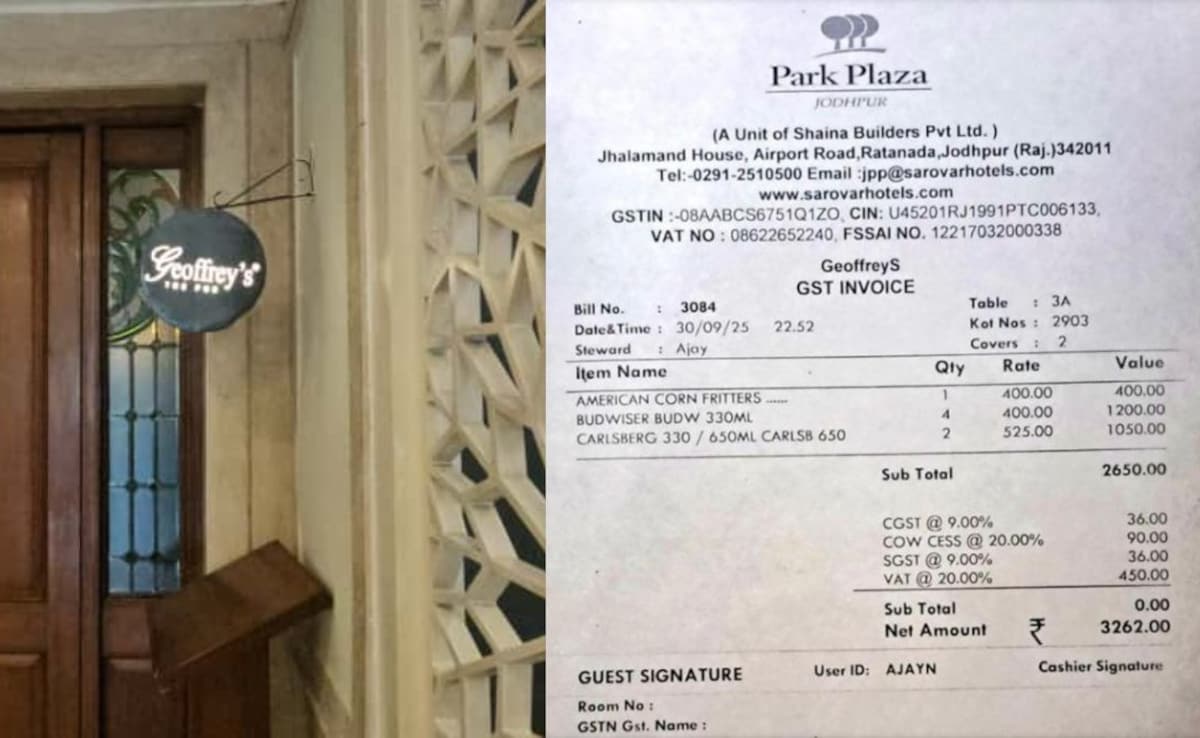 Geoffrey's
THE PUB
Park Plaza
JODHPUR
(A Unit of Shaina Builders Pvt Ltd. )
Jhalamand House, Airport Road,Ratanada,Jodhpur (Raj.)342011
Tel:-0291-2510500 Email :jpp@sarovarhotels.com
www.sarovarhotels.com
GSTIN :-08AABCS6751Q1ZO, CIN: U45201RJ1991PTC006133,
VAT NO : 08622652240, FSSAI NO. 12217032000338
GeoffreyS
GST INVOICE
Bill No. : 3084 Table : 3A
Date&Time : 30/09/25 22.52 Kot Nos : 2903
Steward : Ajay Covers : 2
Item Name Qty Rate Value
AMERICAN CORN FRITTERS ...... 1 400.00 400.00
BUDWISER BUDW 330ML 4 400.00 1200.00
CARLSBERG 330 / 650ML CARLSB 650 2 525.00 1050.00
Sub Total 2650.00
CGST @ 9.00% 36.00
COW CESS @ 20.00% 90.00
SGST @ 9.00% 36.00
VAT @ 20.00% 450.00
Sub Total 0.00
Net Amount ₹ 3262.00
GUEST SIGNATURE User ID: AJAYN Cashier Signature
Room No :
GSTN Gst. Name :